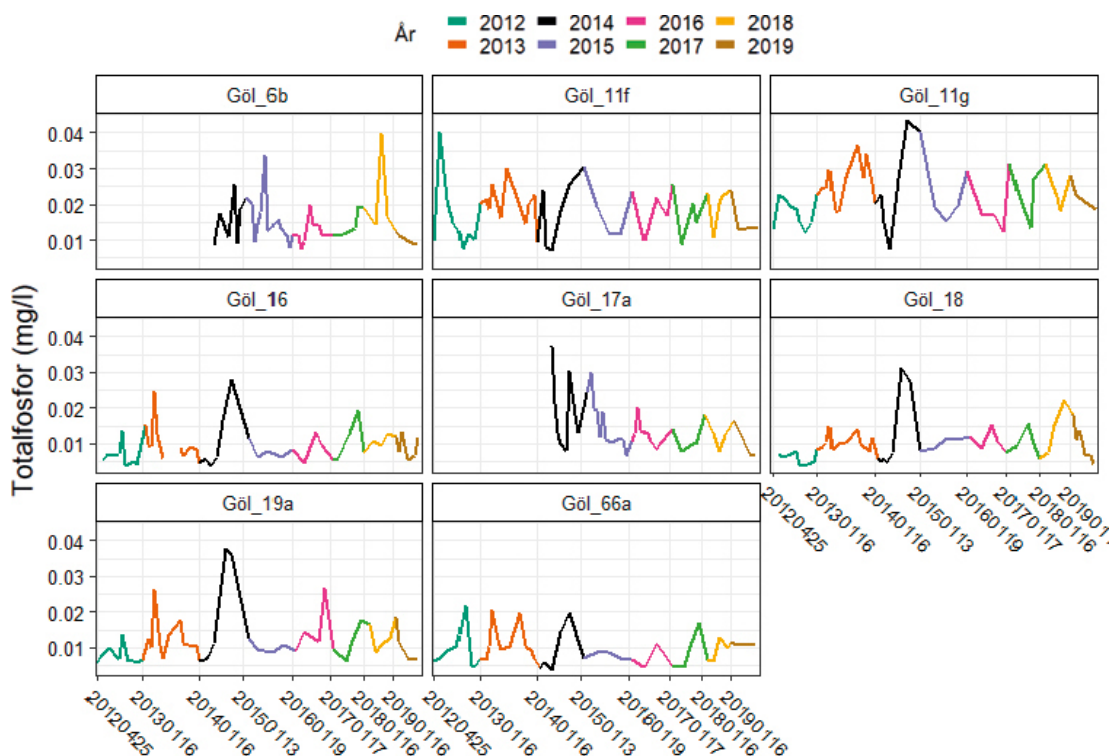 År
2012 2014 2016 2018
2013 2015 2017 2019
Totalfosfor (mg/l)
Göl_6b Göl_11f Göl_11g
0.04
0.03
0.02
0.01
Göl_16 Göl_17a Göl_18
0.04
0.03
0.02
0.01
20120425 20130116 20140116 20150113 20160119 20170117 20180116 2019011
Göl_19a Göl_66a
0.04
0.03
0.02
0.01
20120425 20130116 20140116 20150113 20160119 20170117 20180116 20190116
20120425 20130116 20140116 20150113 20160119 20170117 20180116 20190116